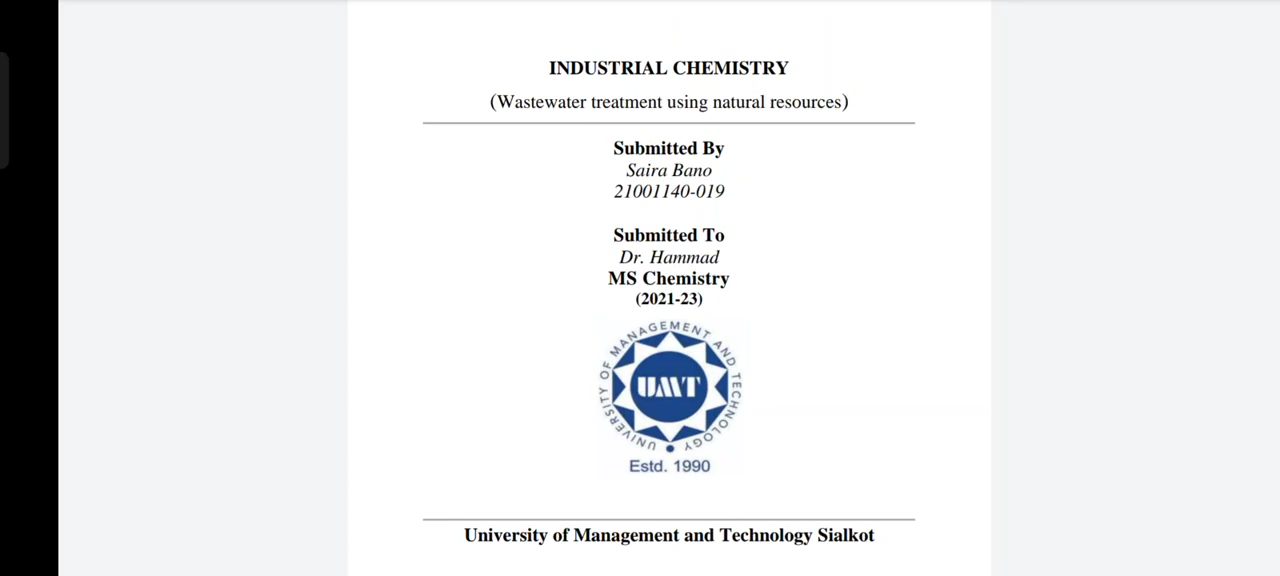 INDUSTRIAL CHEMISTRY
(Wastewater treatment using natural resources)
Submitted By
Saira Bano
21001140-019
Submitted To
Dr. Hammad
MS Chemistry
(2021-23)
UNIVERSITY OF MANAGEMENT AND TECHNOLOGY
UMT
Estd. 1990
University of Management and Technology Sialkot